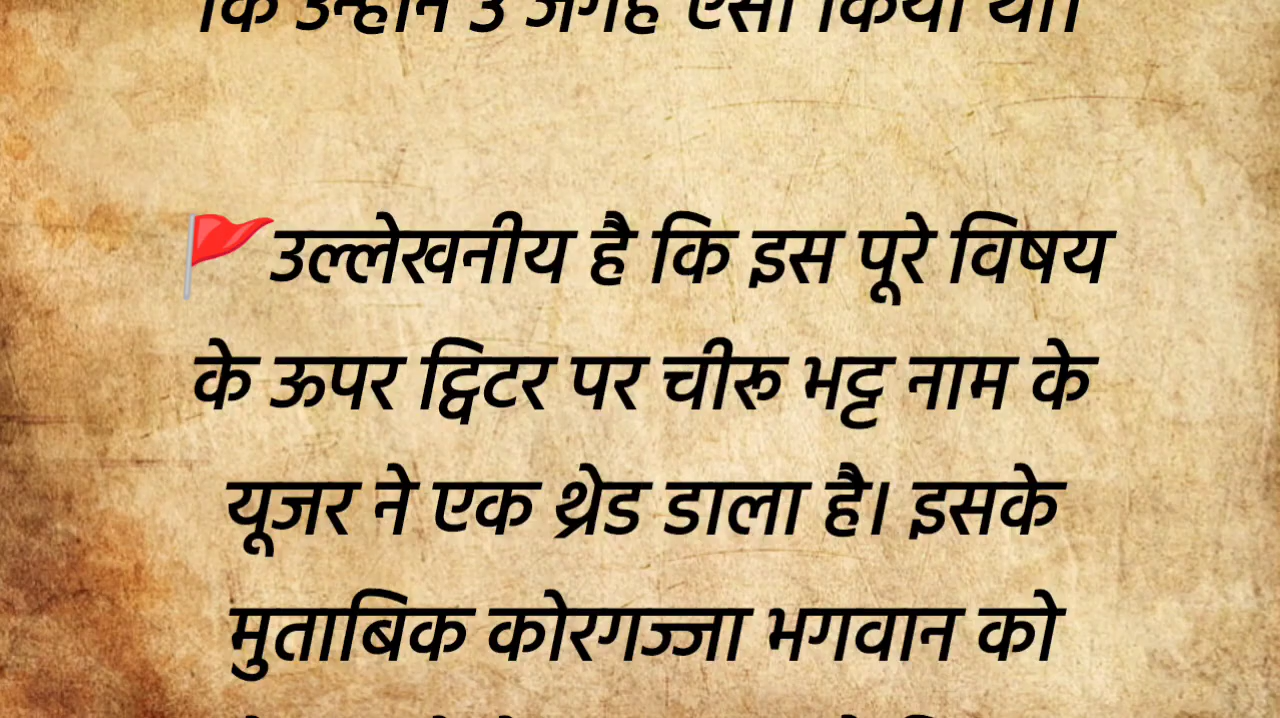 कि उन्होंने 3 जगह ऐसा किया था।
🚩उल्लेखनीय है कि इस पूरे विषय
के ऊपर ट्विटर पर चीरू भट्ट नाम के
यूजर ने एक थ्रेड डाला है। इसके
मुताबिक कोरगज्जा भगवान को